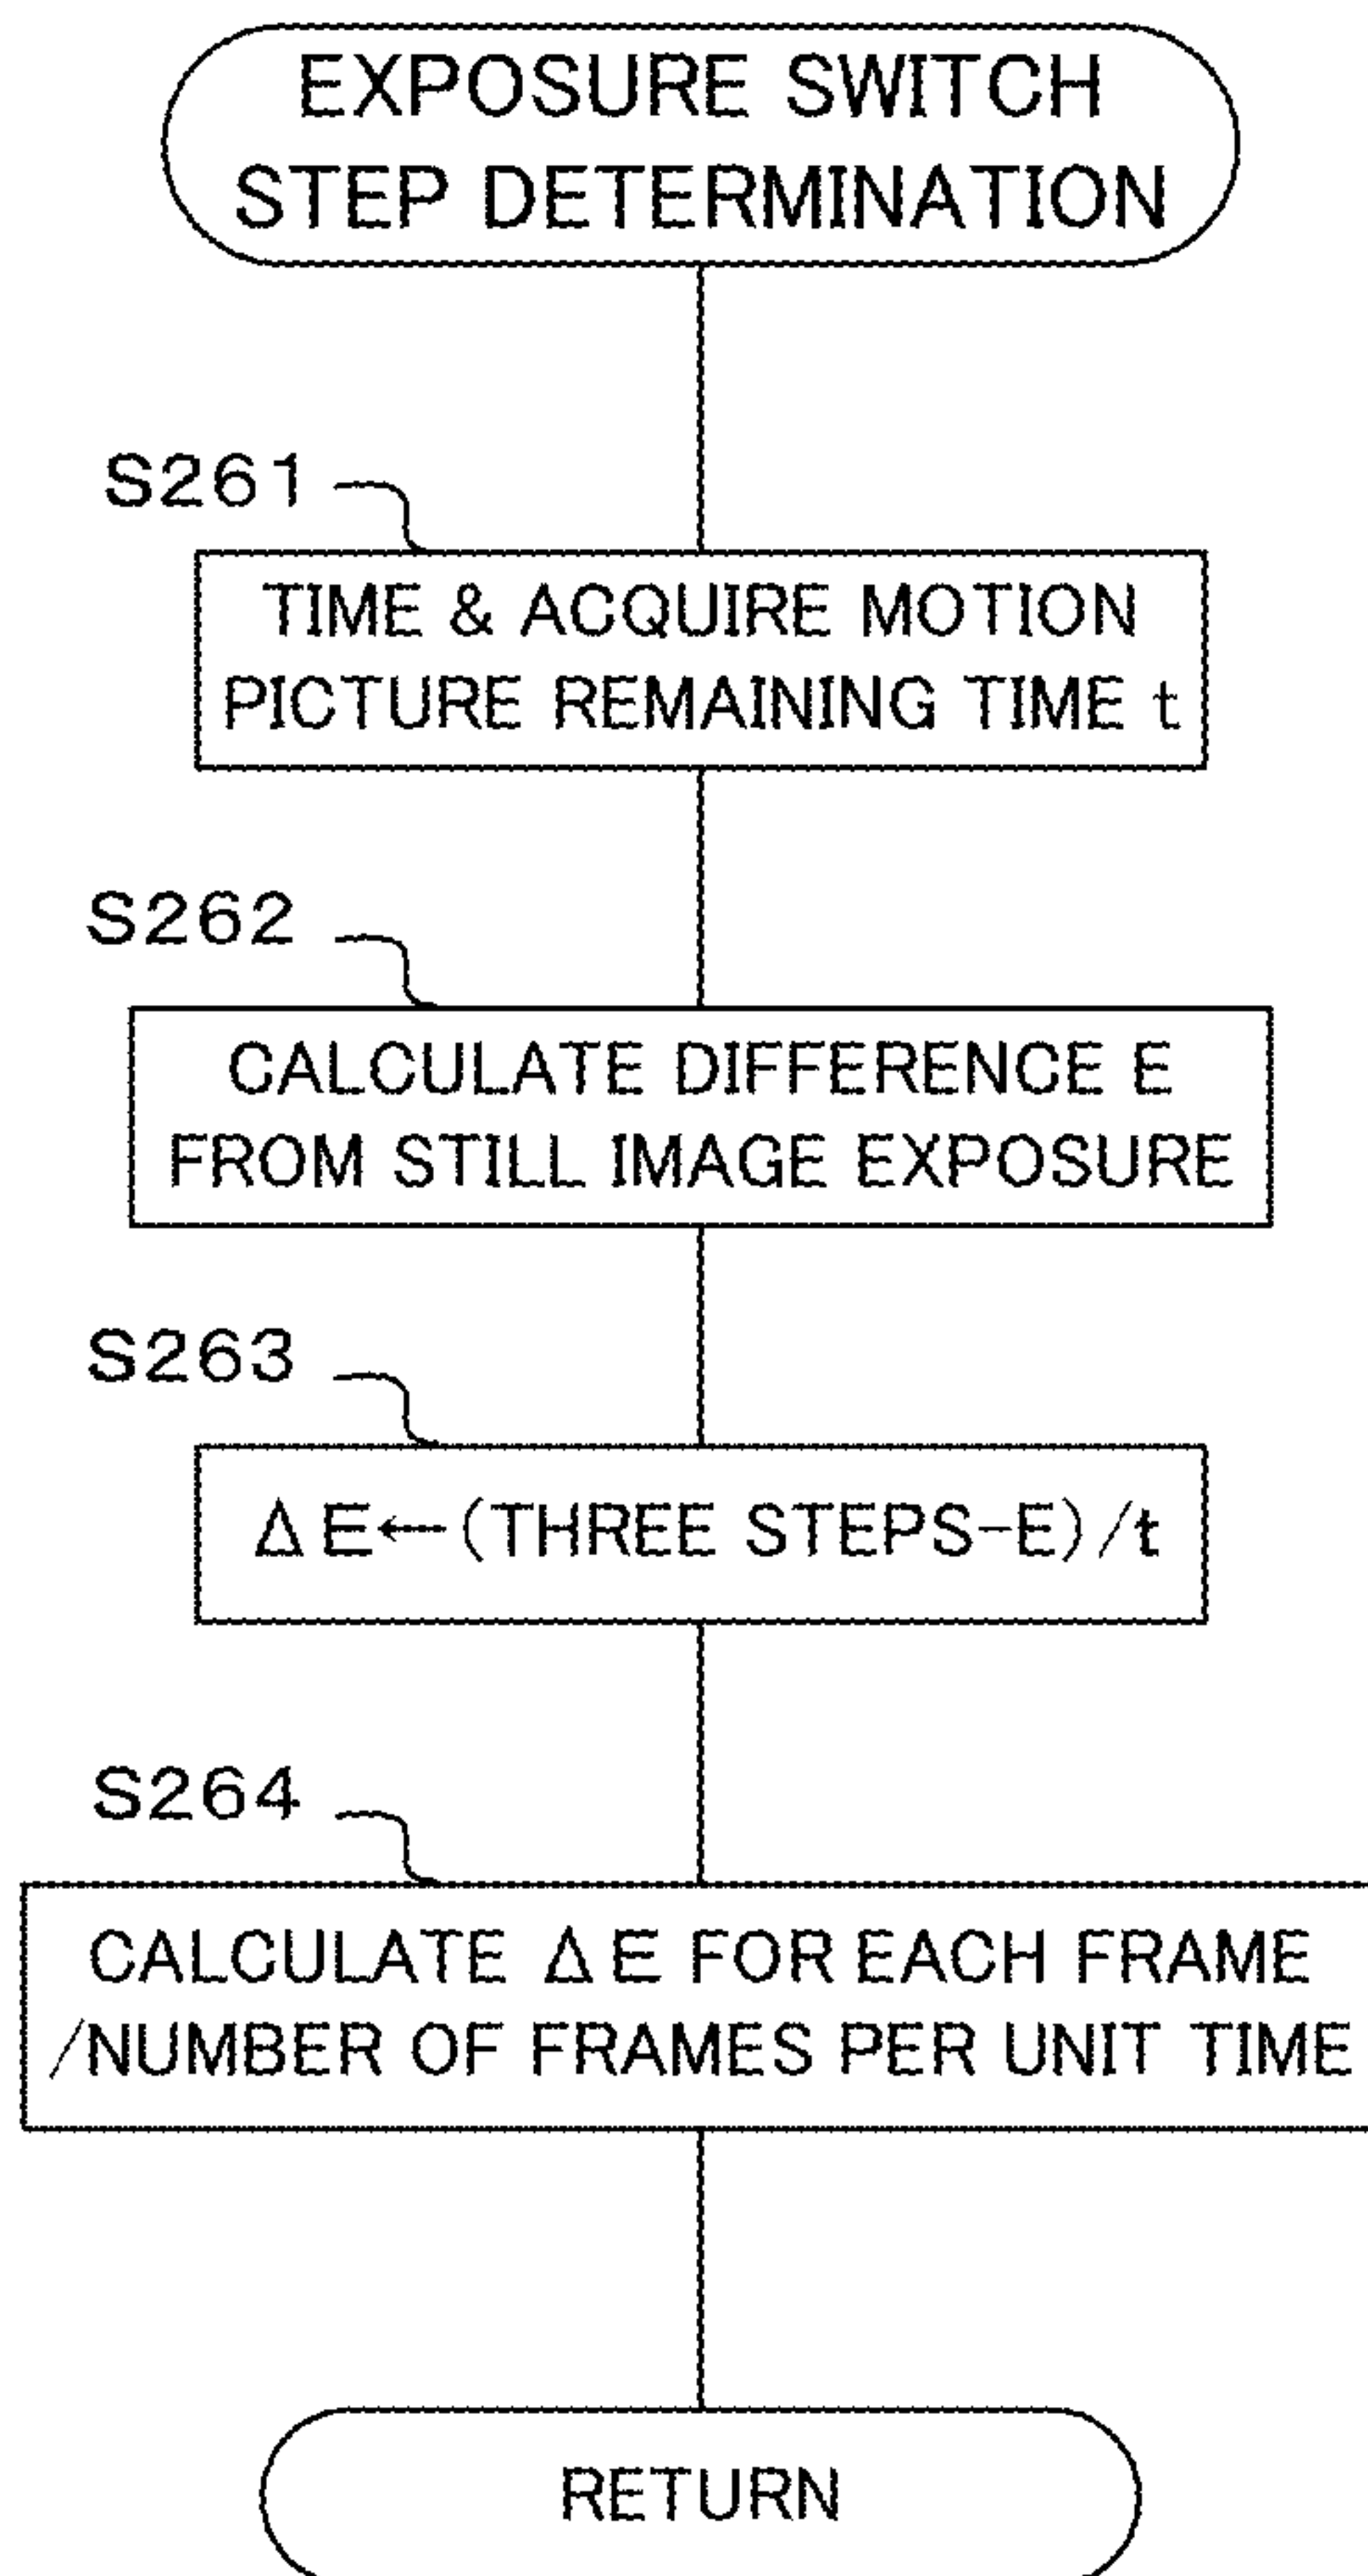 EXPOSURE SWITCH
STEP DETERMINATION
S261
TIME & ACQUIRE MOTION
PICTURE REMAINING TIME t
S262
CALCULATE DIFFERENCE E
FROM STILL IMAGE EXPOSURE
S263
ΔE←(THREE STEPS-E)/t
S264
CALCULATE ΔE FOR EACH FRAME
/NUMBER OF FRAMES PER UNIT TIME
RETURN